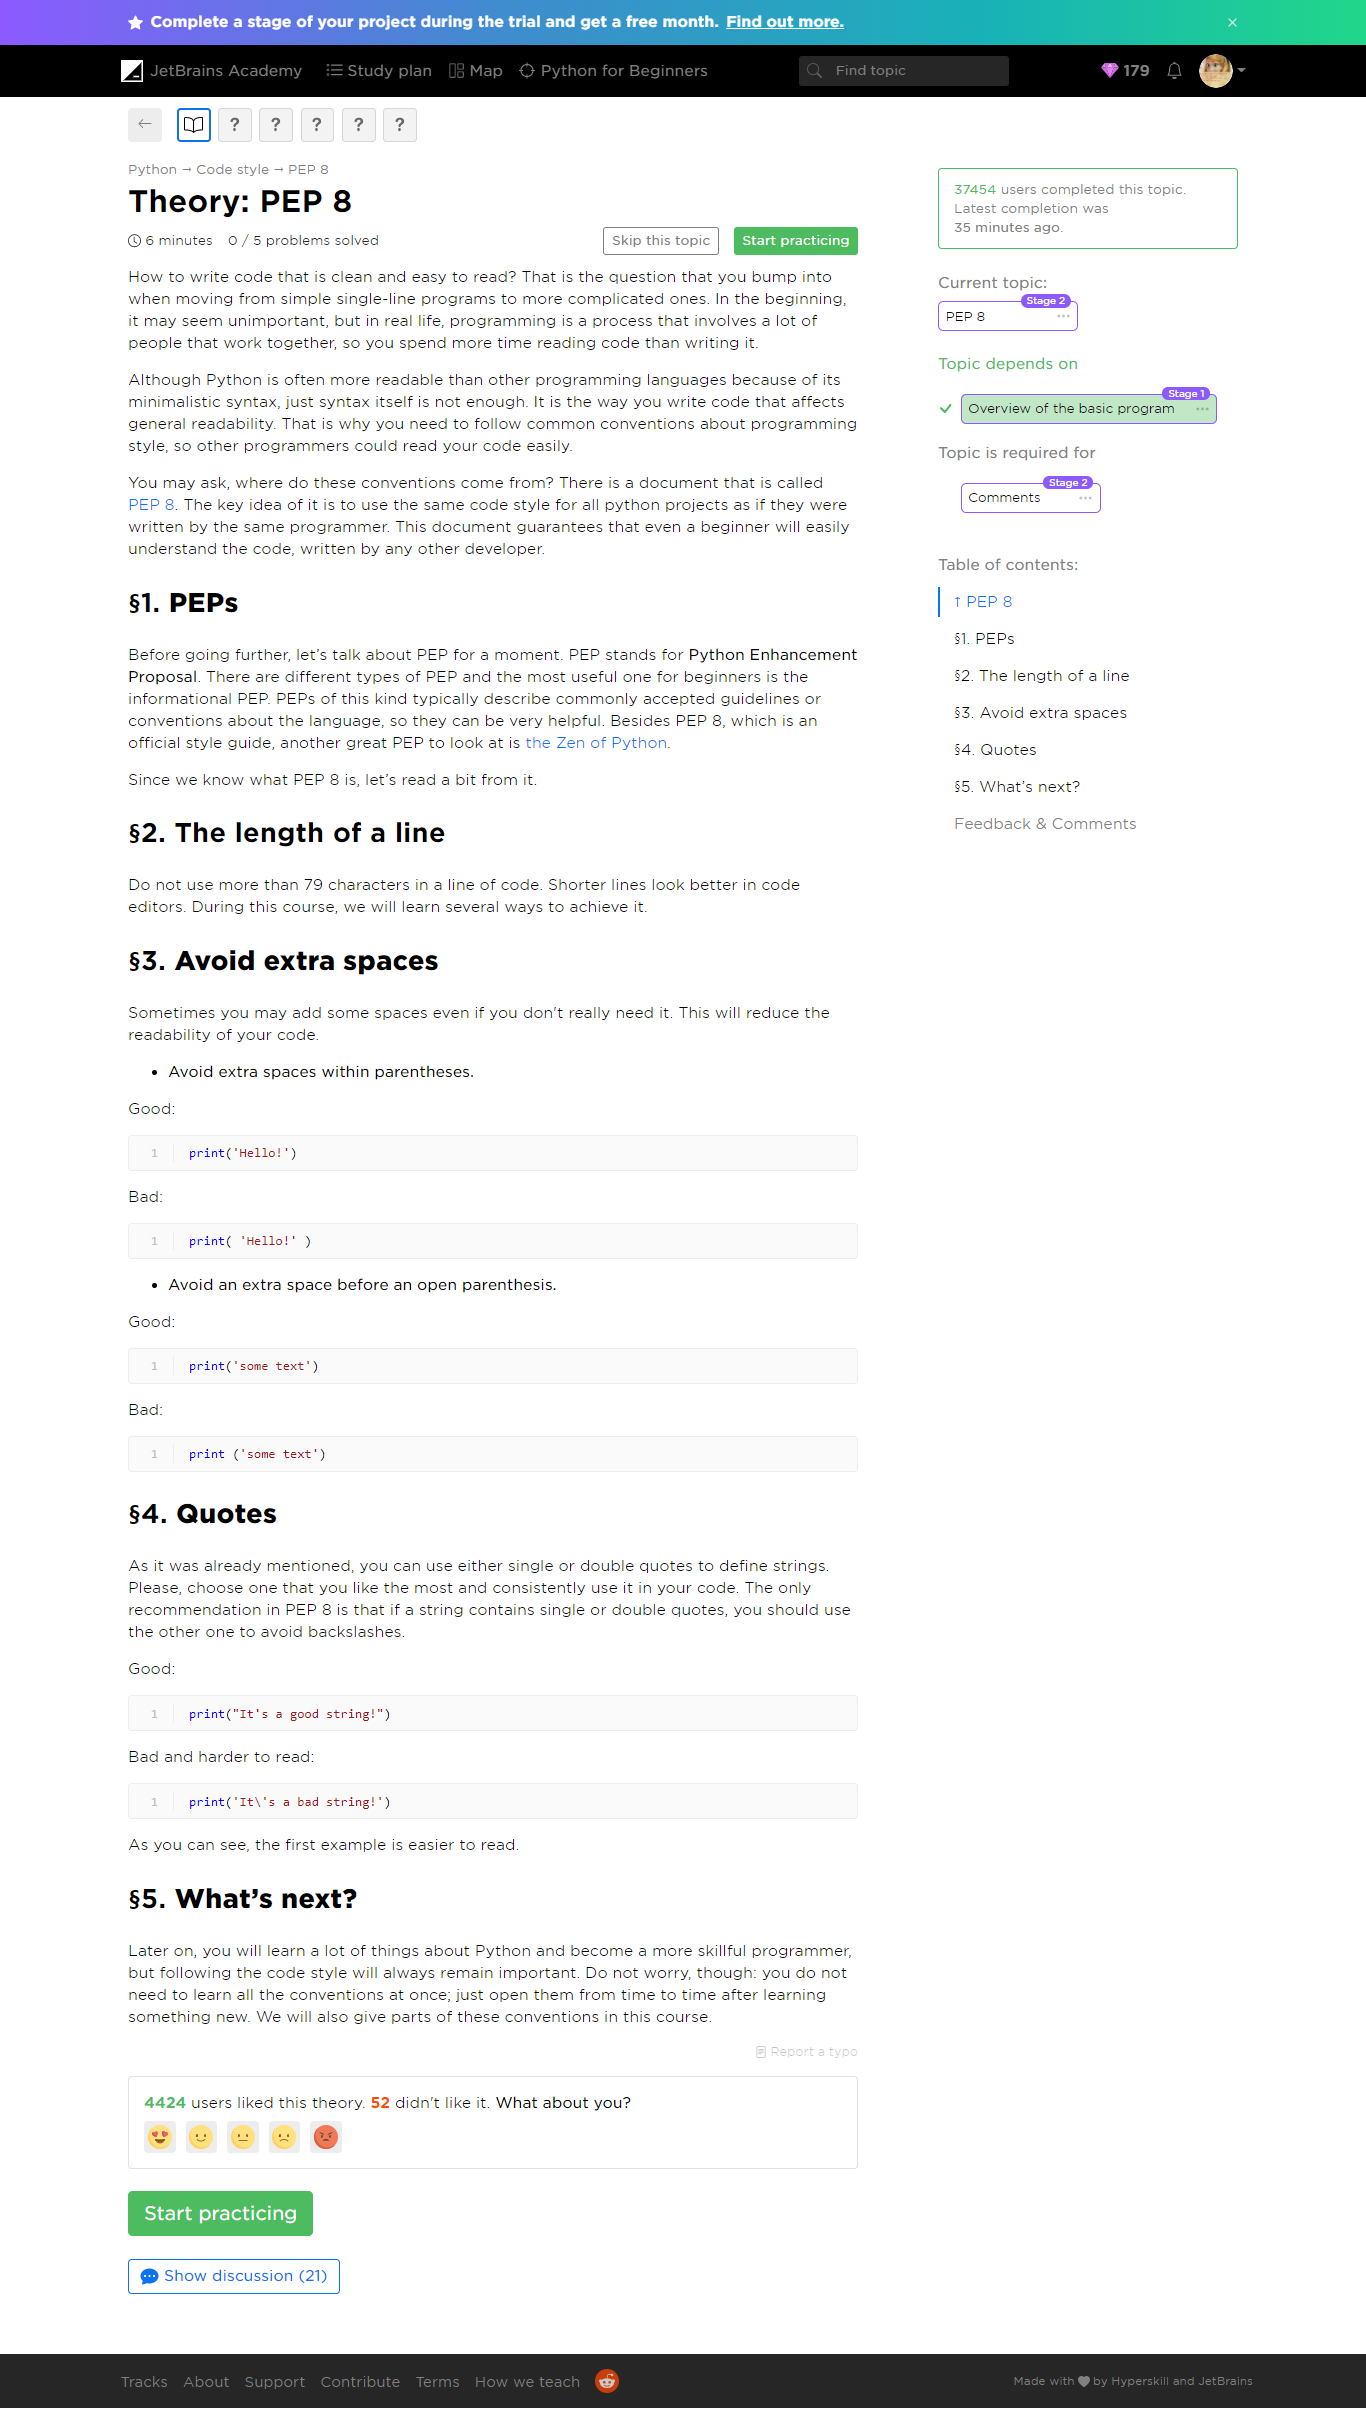 Complete a stage of your project during the trial and get a free month. Find out more. ×
JetBrains Academy Study plan Map Python for Beginners Find topic 179
← ? ? ? ? ?
Python → Code style → PEP 8
Theory: PEP 8
6 minutes 0 / 5 problems solved Skip this topic Start practicing
How to write code that is clean and easy to read? That is the question that you bump into
when moving from simple single-line programs to more complicated ones. In the beginning,
it may seem unimportant, but in real life, programming is a process that involves a lot of
people that work together, so you spend more time reading code than writing it.
Although Python is often more readable than other programming languages because of its
minimalistic syntax, just syntax itself is not enough. It is the way you write code that affects
general readability. That is why you need to follow common conventions about programming
style, so other programmers could read your code easily.
You may ask, where do these conventions come from? There is a document that is called
PEP 8. The key idea of it is to use the same code style for all python projects as if they were
written by the same programmer. This document guarantees that even a beginner will easily
understand the code, written by any other developer.
§1. PEPs
Before going further, let's talk about PEP for a moment. PEP stands for Python Enhancement
Proposal. There are different types of PEP and the most useful one for beginners is the
informational PEP. PEPs of this kind typically describe commonly accepted guidelines or
conventions about the language, so they can be very helpful. Besides PEP 8, which is an
official style guide, another great PEP to look at is the Zen of Python.
Since we know what PEP 8 is, let's read a bit from it.
§2. The length of a line
Do not use more than 79 characters in a line of code. Shorter lines look better in code
editors. During this course, we will learn several ways to achieve it.
§3. Avoid extra spaces
Sometimes you may add some spaces even if you don't really need it. This will reduce the
readability of your code.
• Avoid extra spaces within parentheses.
Good:
1 print('Hello!')
Bad:
1 print( 'Hello!' )
• Avoid an extra space before an open parenthesis.
Good:
1 print('some text')
Bad:
1 print ('some text')
§4. Quotes
As it was already mentioned, you can use either single or double quotes to define strings.
Please, choose one that you like the most and consistently use it in your code. The only
recommendation in PEP 8 is that if a string contains single or double quotes, you should use
the other one to avoid backslashes.
Good:
1 print("It's a good string!")
Bad and harder to read:
1 print('It\'s a bad string!')
As you can see, the first example is easier to read.
§5. What's next?
Later on, you will learn a lot of things about Python and become a more skillful programmer,
but following the code style will always remain important. Do not worry, though: you do not
need to learn all the conventions at once; just open them from time to time after learning
something new. We will also give parts of these conventions in this course.
Report a typo
4424 users liked this theory. 52 didn't like it. What about you?
Start practicing
Show discussion (21)
37454 users completed this topic.
Latest completion was
35 minutes ago.
Current topic:
Stage 2
PEP 8 ···
Topic depends on
Stage 1
Overview of the basic program ···
Topic is required for
Stage 2
Comments ···
Table of contents:
↑ PEP 8
§1. PEPs
§2. The length of a line
§3. Avoid extra spaces
§4. Quotes
§5. What's next?
Feedback & Comments
Tracks About Support Contribute Terms How we teach Made with ♥ by Hyperskill and JetBrains